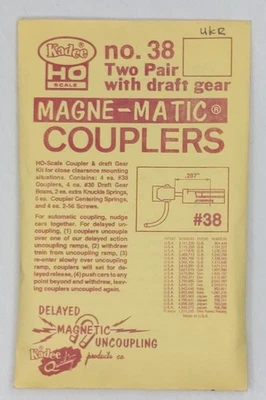 UKR
Kadee
HO
SCALE
no. 38
Two Pair
with draft gear
MAGNE-MATIC®
COUPLERS
HO-Scale Coupler & draft Gear
Kit for close clearance mounting
situations. Contains: 4 ea. #38
Couplers, 4 ea. #30 Draft Gear
Boxes, 2 ea. extra Knuckle Springs,
6 ea. Coupler Centering Springs,
and 4 ea. 2-56 Screws.
For automatic coupling, nudge
cars together. For delayed un-
coupling, (1) couplers uncouple
over one of our delayed action
uncoupling ramps, (2) withdraw
train from uncoupling ramp, (3)
re-enter slowly over uncoupling
ramp, couplers will set for de-
layed release, (4) push cars to any
point beyond and withdraw, leav-
ing couplers uncoupled again.
.297"
#38
DELAYED
MAGNETIC
UNCOUPLING
Kadee
Quality
products co.